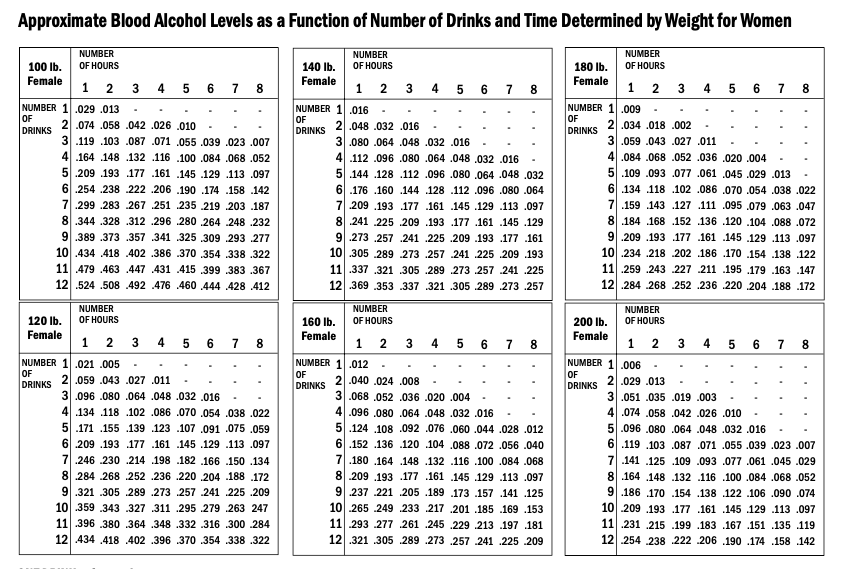 Approximate Blood Alcohol Levels as a Function of Number of Drinks and Time Determined by Weight for Women
100 lb.
Female
NUMBER
OF HOURS
1 2 3 4 5 6 7 8
NUMBER
OF
DRINKS
1 .029 .013 - - - - - -
2 .074 .058 .042 .026 .010 - - -
3 .119 .103 .087 .071 .055 .039 .023 .007
4 .164 .148 .132 .116 .100 .084 .068 .052
5 .209 .193 .177 .161 .145 .129 .113 .097
6 .254 .238 .222 .206 .190 .174 .158 .142
7 .299 .283 .267 .251 .235 .219 .203 .187
8 .344 .328 .312 .296 .280 .264 .248 .232
9 .389 .373 .357 .341 .325 .309 .293 .277
10 .434 .418 .402 .386 .370 .354 .338 .322
11 .479 .463 .447 .431 .415 .399 .383 .367
12 .524 .508 .492 .476 .460 .444 .428 .412
140 lb.
Female
NUMBER
OF HOURS
1 2 3 4 5 6 7 8
NUMBER
OF
DRINKS
1 .016 - - - - - - -
2 .048 .032 .016 - - - - -
3 .080 .064 .048 .032 .016 - - -
4 .112 .096 .080 .064 .048 .032 .016 -
5 .144 .128 .112 .096 .080 .064 .048 .032
6 .176 .160 .144 .128 .112 .096 .080 .064
7 .209 .193 .177 .161 .145 .129 .113 .097
8 .241 .225 .209 .193 .177 .161 .145 .129
9 .273 .257 .241 .225 .209 .193 .177 .161
10 .305 .289 .273 .257 .241 .225 .209 .193
11 .337 .321 .305 .289 .273 .257 .241 .225
12 .369 .353 .337 .321 .305 .289 .273 .257
180 lb.
Female
NUMBER
OF HOURS
1 2 3 4 5 6 7 8
NUMBER
OF
DRINKS
1 .009 - - - - - - -
2 .034 .018 .002 - - - - -
3 .059 .043 .027 .011 - - - -
4 .084 .068 .052 .036 .020 .004 - -
5 .109 .093 .077 .061 .045 .029 .013 -
6 .134 .118 .102 .086 .070 .054 .038 .022
7 .159 .143 .127 .111 .095 .079 .063 .047
8 .184 .168 .152 .136 .120 .104 .088 .072
9 .209 .193 .177 .161 .145 .129 .113 .097
10 .234 .218 .202 .186 .170 .154 .138 .122
11 .259 .243 .227 .211 .195 .179 .163 .147
12 .284 .268 .252 .236 .220 .204 .188 .172
120 lb.
Female
NUMBER
OF HOURS
1 2 3 4 5 6 7 8
NUMBER
OF
DRINKS
1 .021 .005 - - - - - -
2 .059 .043 .027 .011 - - - -
3 .096 .080 .064 .048 .032 .016 - -
4 .134 .118 .102 .086 .070 .054 .038 .022
5 .171 .155 .139 .123 .107 .091 .075 .059
6 .209 .193 .177 .161 .145 .129 .113 .097
7 .246 .230 .214 .198 .182 .166 .150 .134
8 .284 .268 .252 .236 .220 .204 .188 .172
9 .321 .305 .289 .273 .257 .241 .225 .209
10 .359 .343 .327 .311 .295 .279 .263 247
11 .396 .380 .364 .348 .332 .316 .300 .284
12 .434 .418 .402 .396 .370 .354 .338 .322
160 lb.
Female
NUMBER
OF HOURS
1 2 3 4 5 6 7 8
NUMBER
OF
DRINKS
1 .012 - - - - - - -
2 .040 .024 .008 - - - - -
3 .068 .052 .036 .020 .004 - - -
4 .096 .080 .064 .048 .032 .016 - -
5 .124 .108 .092 .076 .060 .044 .028 .012
6 .152 .136 .120 .104 .088 .072 .056 .040
7 .180 .164 .148 .132 .116 .100 .084 .068
8 .209 .193 .177 .161 .145 .129 .113 .097
9 .237 .221 .205 .189 .173 .157 .141 .125
10 .265 .249 .233 .217 .201 .185 .169 .153
11 .293 .277 .261 .245 .229 .213 .197 .181
12 .321 .305 .289 .273 .257 .241 .225 .209
200 lb.
Female
NUMBER
OF HOURS
1 2 3 4 5 6 7 8
NUMBER
OF
DRINKS
1 .006 - - - - - - -
2 .029 .013 - - - - - -
3 .051 .035 .019 .003 - - - -
4 .074 .058 .042 .026 .010 - - -
5 .096 .080 .064 .048 .032 .016 - -
6 .119 .103 .087 .071 .055 .039 .023 .007
7 .141 .125 .109 .093 .077 .061 .045 .029
8 .164 .148 .132 .116 .100 .084 .068 .052
9 .186 .170 .154 .138 .122 .106 .090 .074
10 .209 .193 .177 .161 .145 .129 .113 .097
11 .231 .215 .199 .183 .167 .151 .135 .119
12 .254 .238 .222 .206 .190 .174 .158 .142